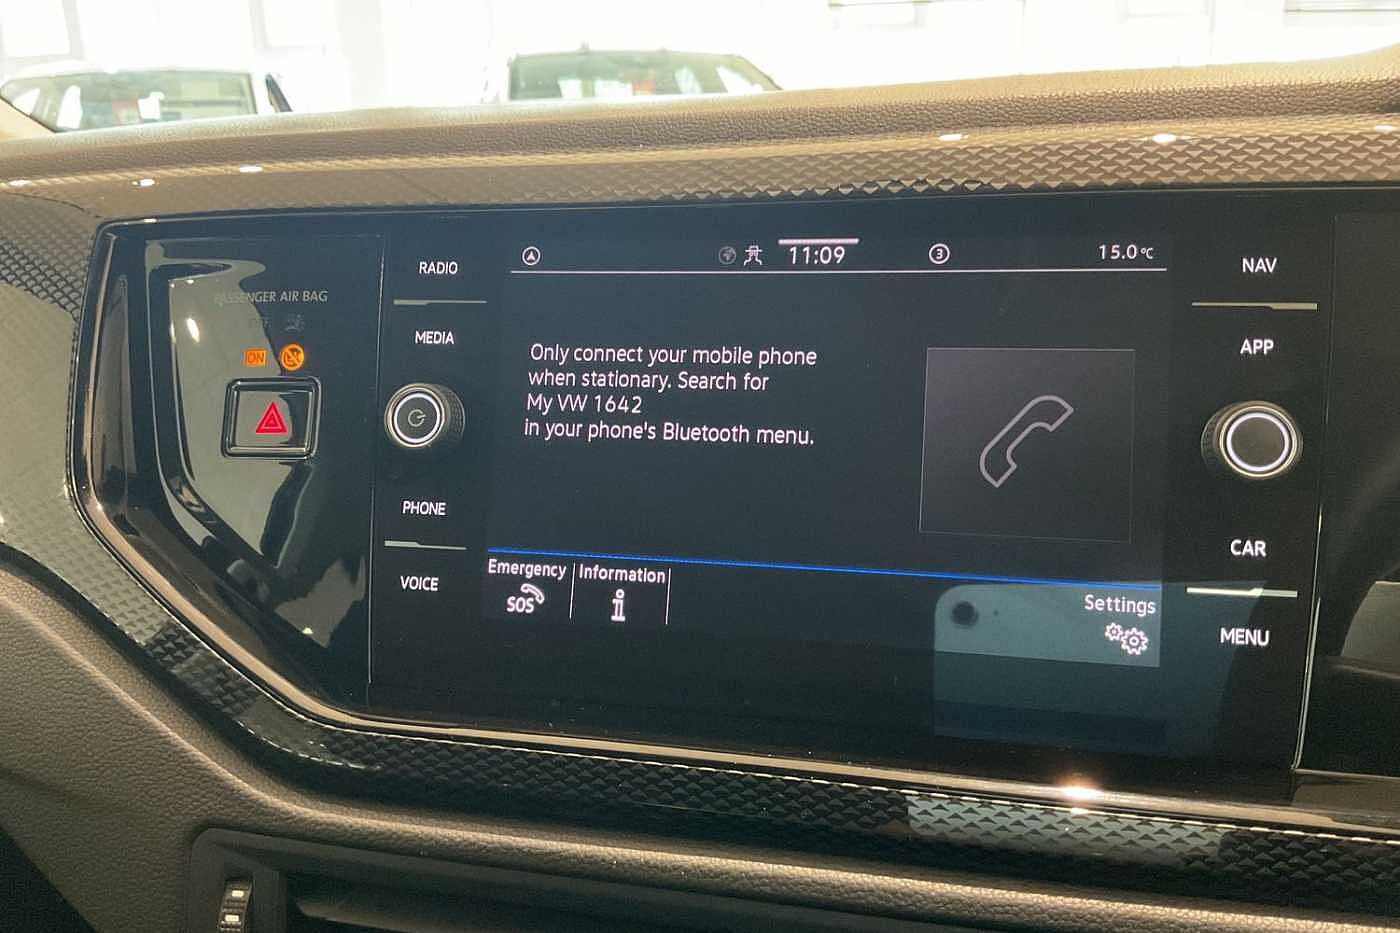 PASSENGER AIR BAG
ON
RADIO
MEDIA
PHONE
VOICE
11:09
3
15.0°C
Only connect your mobile phone
when stationary. Search for
My VW 1642
in your phone's Bluetooth menu.
Emergency
SOS
Information
i
Settings
NAV
APP
CAR
MENU